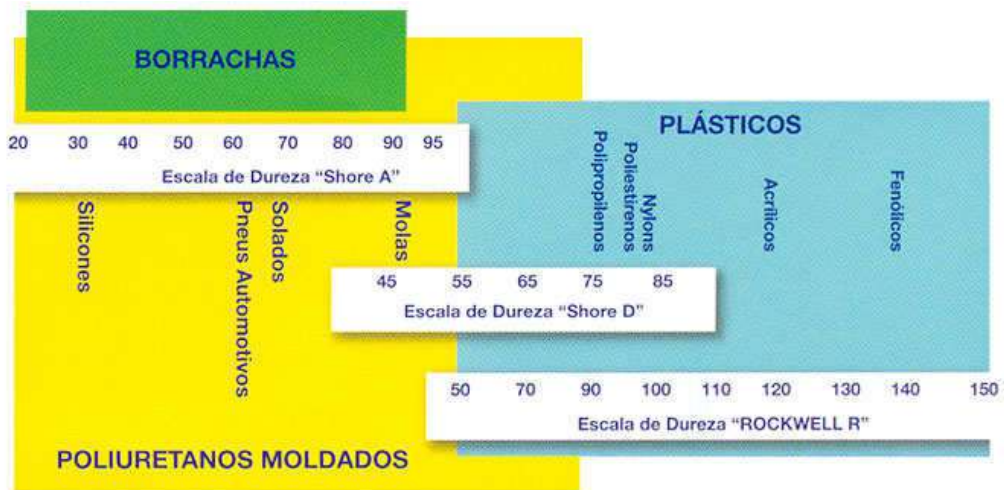 BORRACHAS
PLÁSTICOS
20 30 40 50 60 70 80 90 95
Escala de Dureza “Shore A”
Silicones
Pneus Automotivos
Solados
Molas
Polipropilenos
Poliestirenos
Nylons
Acrílicos
Fenólicos
45 55 65 75 85
Escala de Dureza “Shore D”
50 70 90 100 110 120 130 140 150
Escala de Dureza “ROCKWELL R”
POLIURETANOS MOLDADOS